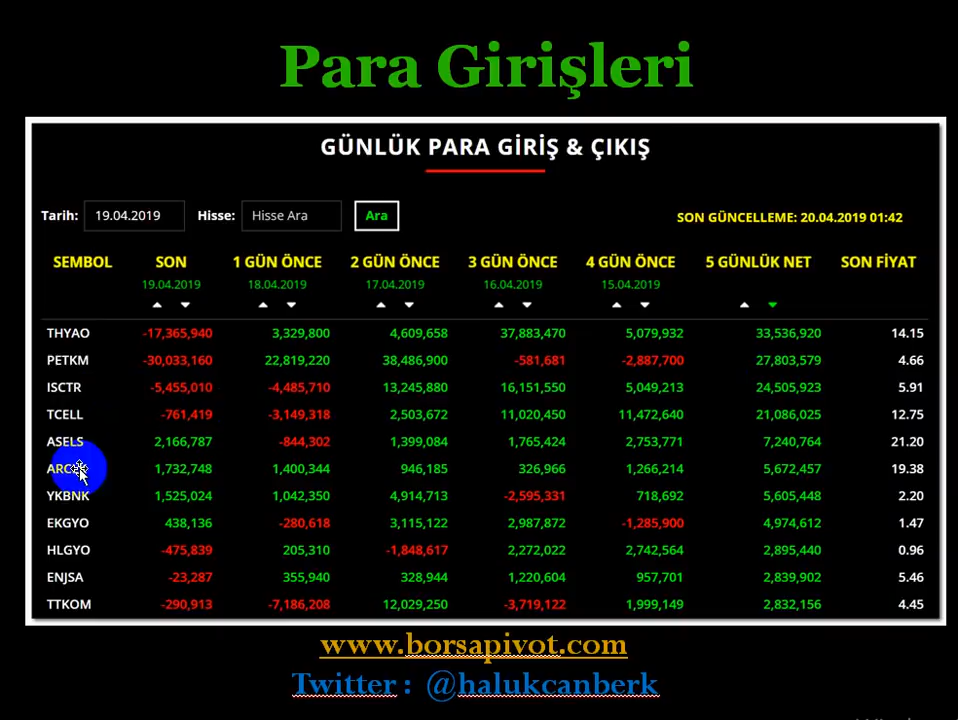 Para Girişleri
GÜNLÜK PARA GİRİŞ & ÇIKIŞ
Tarih: 19.04.2019 Hisse: Hisse Ara Ara SON GÜNCELLEME: 20.04.2019 01:42
SEMBOL SON 1 GÜN ÖNCE 2 GÜN ÖNCE 3 GÜN ÖNCE 4 GÜN ÖNCE 5 GÜNLÜK NET SON FİYAT
19.04.2019 18.04.2019 17.04.2019 16.04.2019 15.04.2019
THYAO -17,365,940 3,329,800 4,609,658 37,883,470 5,079,932 33,536,920 14.15
PETKM -30,033,160 22,819,220 38,486,900 -581,681 -2,887,700 27,803,579 4.66
ISCTR -5,455,010 -4,485,710 13,245,880 16,151,550 5,049,213 24,505,923 5.91
TCELL -761,419 -3,149,318 2,503,672 11,020,450 11,472,640 21,086,025 12.75
ASELS 2,166,787 -844,302 1,399,084 1,765,424 2,753,771 7,240,764 21.20
1,732,748 1,400,344 946,185 326,966 1,266,214 5,672,457 19.38
YKBNK 1,525,024 1,042,350 4,914,713 -2,595,331 718,692 5,605,448 2.20
EKGYO 438,136 -280,618 3,115,122 2,987,872 -1,285,900 4,974,612 1.47
HLGYO -475,839 205,310 -1,848,617 2,272,022 2,742,564 2,895,440 0.96
ENJSA -23,287 355,940 328,944 1,220,604 957,701 2,839,902 5.46
TTKOM -290,913 -7,186,208 12,029,250 -3,719,122 1,999,149 2,832,156 4.45
www.borsapivot.com
Twitter : @halukcanberk